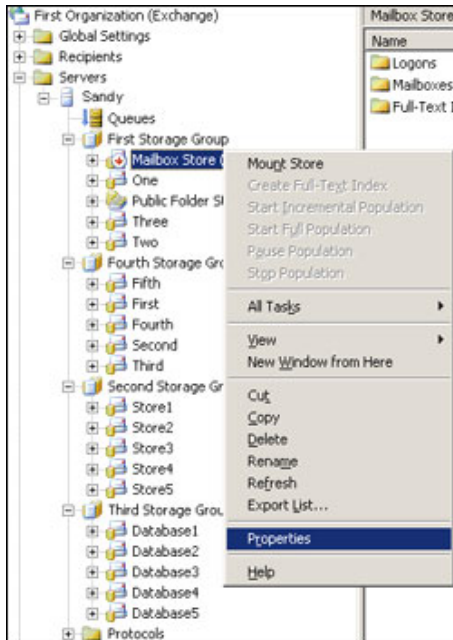 First Organization (Exchange)
Global Settings
Recipients
Servers
Sandy
Queues
First Storage Group
Mailbox Store (
One
Public Folder S
Three
Two
Fourth Storage Gro
Fifth
First
Fourth
Second
Third
Second Storage Gr
Store1
Store2
Store3
Store4
Store5
Third Storage Grou
Database1
Database2
Database3
Database4
Database5
Protocols
Mount Store
Create Full-Text Index
Start Incremental Population
Start Full Population
Pause Population
Stop Population
All Tasks
View
New Window from Here
Cut
Copy
Delete
Rename
Refresh
Export List...
Properties
Help
Mailbox Store
Name
Logons
Mailboxes
Full-Text I